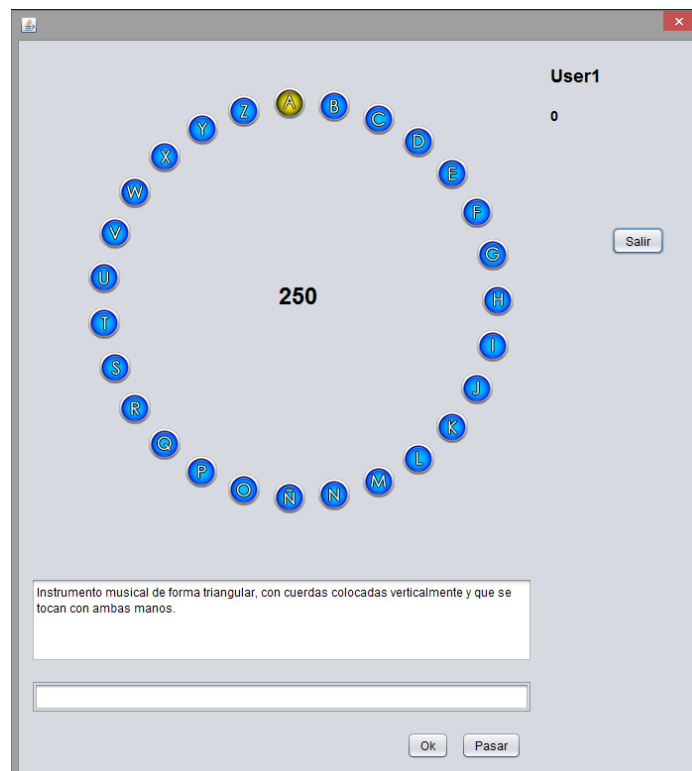 User1
0
A
B
C
D
E
F
G
H
I
J
K
L
M
N
Ñ
O
P
Q
R
S
T
U
V
W
X
Y
Z
250
Salir
Instrumento musical de forma triangular, con cuerdas colocadas verticalmente y que se
tocan con ambas manos.
Ok
Pasar